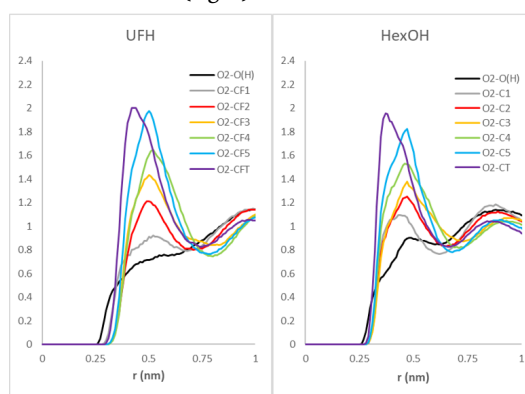 UFH
2.4
2.2
2
1.8
1.6
1.4
1.2
1
0.8
0.6
0.4
0.2
0
O2-O(H)
O2-CF1
O2-CF2
O2-CF3
O2-CF4
O2-CF5
O2-CFT
0
0.25
0.5
0.75
1
r (nm)
HexOH
2.4
2.2
2
1.8
1.6
1.4
1.2
1
0.8
0.6
0.4
0.2
0
O2-O(H)
O2-C1
O2-C2
O2-C3
O2-C4
O2-C5
O2-CT
0
0.25
0.5
0.75
1
r (nm)